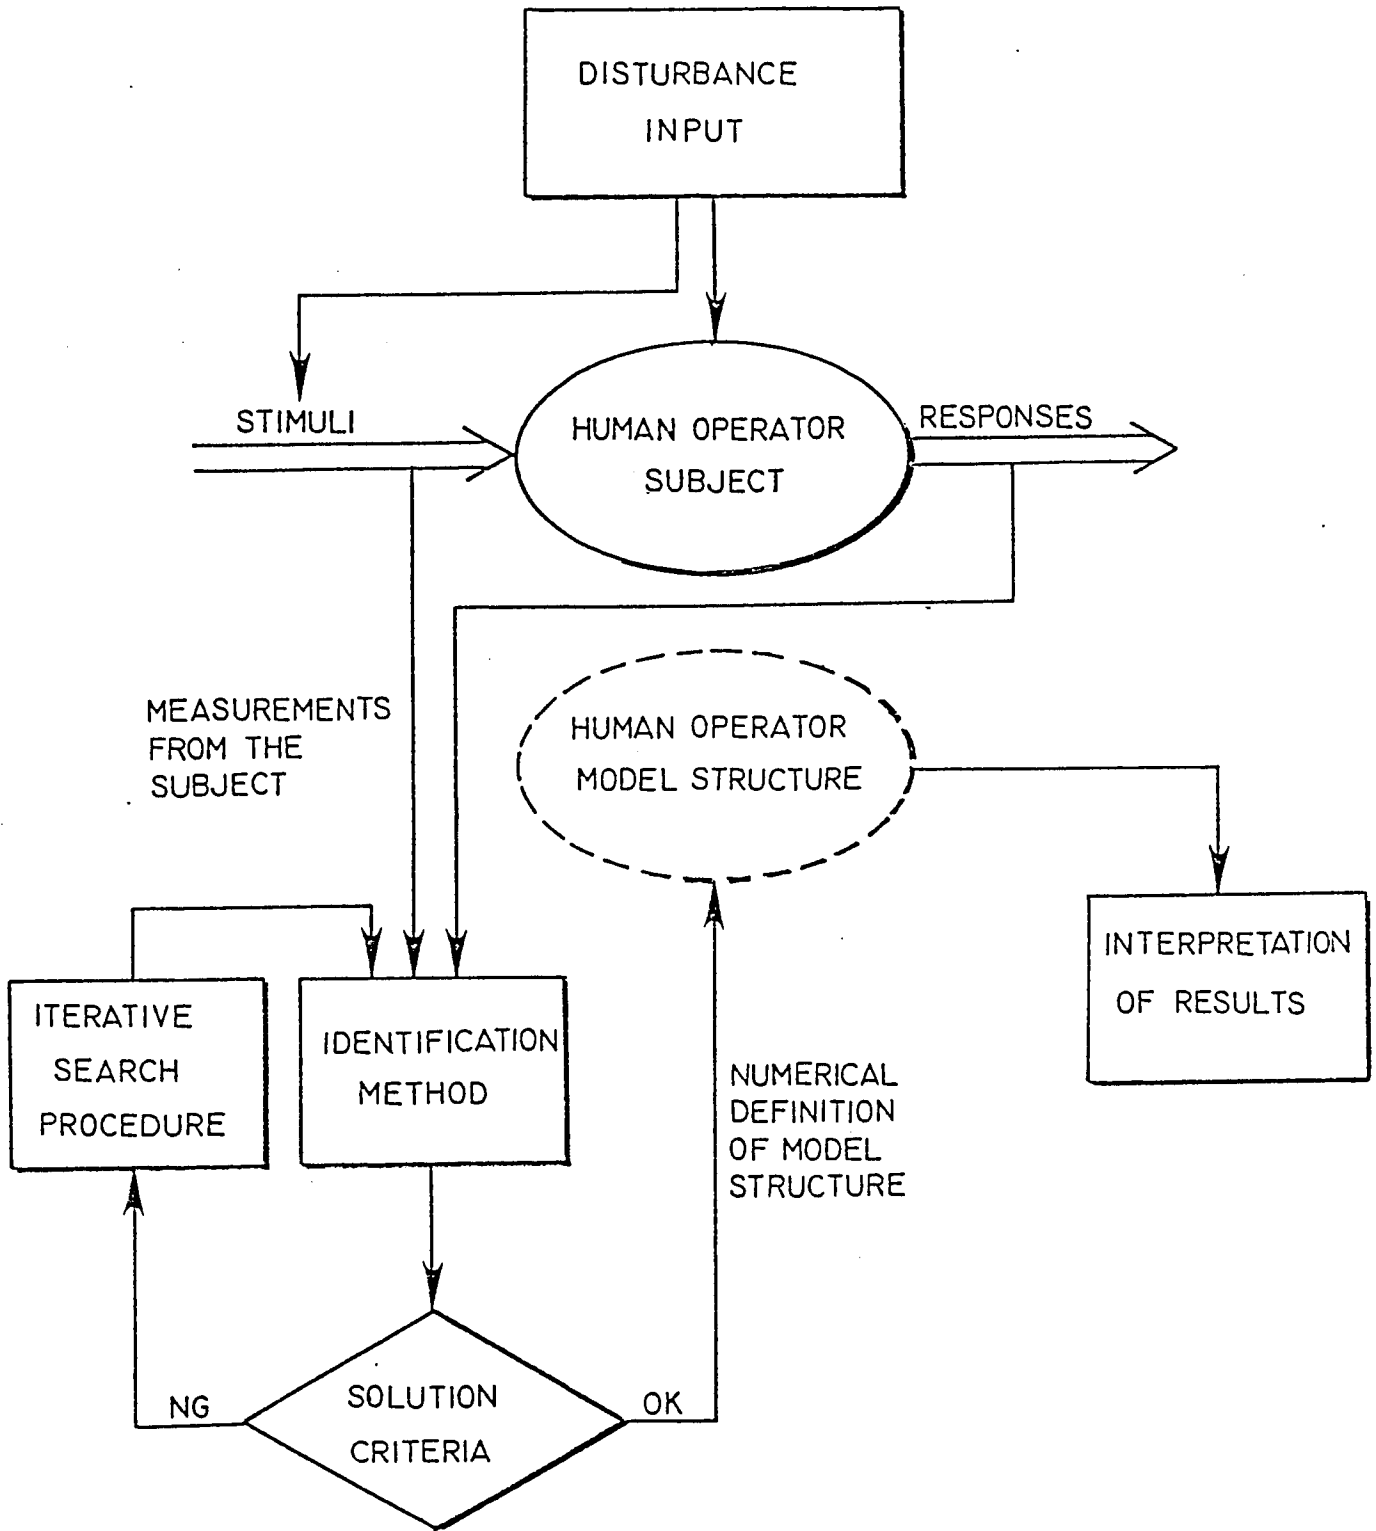 DISTURBANCE
INPUT
STIMULI
HUMAN OPERATOR
SUBJECT
RESPONSES
MEASUREMENTS
FROM THE
SUBJECT
HUMAN OPERATOR
MODEL STRUCTURE
INTERPRETATION
OF RESULTS
ITERATIVE
SEARCH
PROCEDURE
IDENTIFICATION
METHOD
NUMERICAL
DEFINITION
OF MODEL
STRUCTURE
NG
SOLUTION
CRITERIA
OK